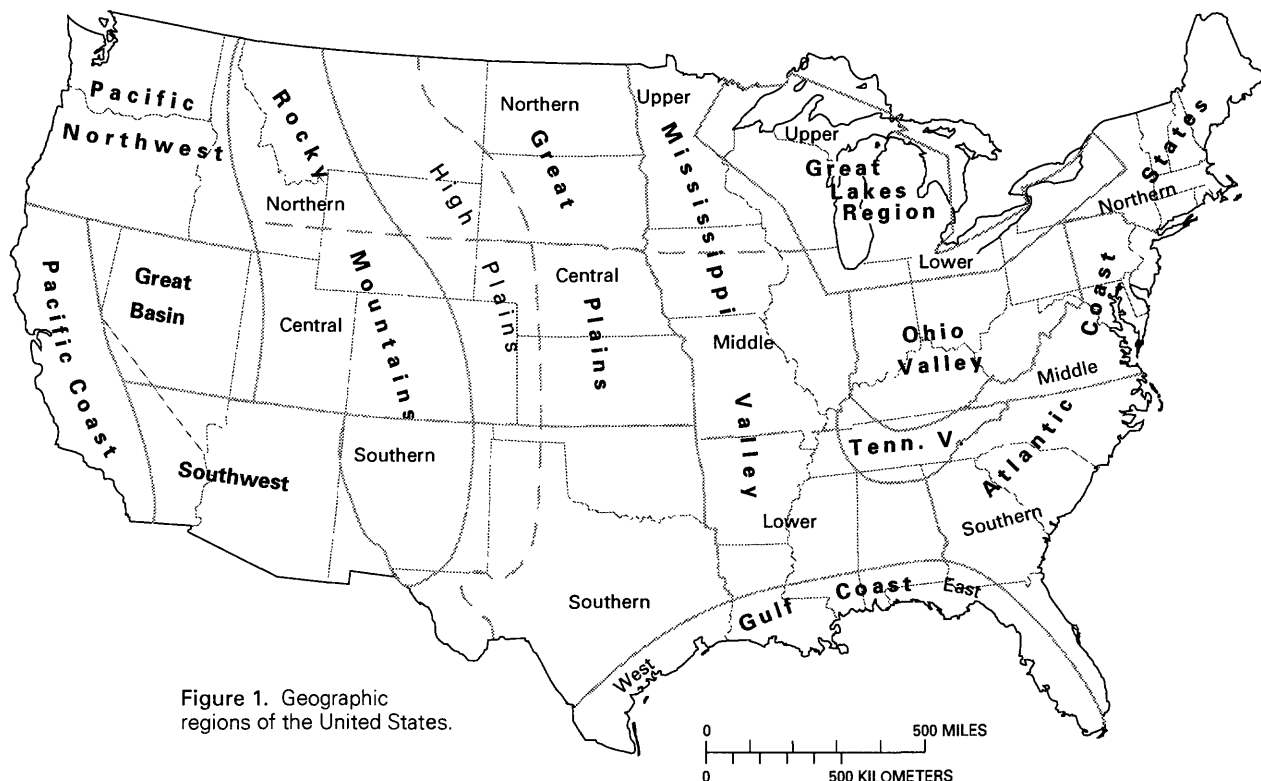 Pacific
Northwest
Rocky
Mountains
Northern
Central
Southern
High
Plains
Northern
Great
Plains
Central
Southern
Upper
Mississippi
Valley
Middle
Lower
Upper
Great
Lakes
Region
Lower
Ohio
Valley
Tenn. V.
Northern
States
Coast
Atlantic
Middle
Southern
Pacific Coast
Great
Basin
Southwest
Gulf
Coast
East
West
Figure 1. Geographic
regions of the United States.
0 500 MILES
0 500 KILOMETERS